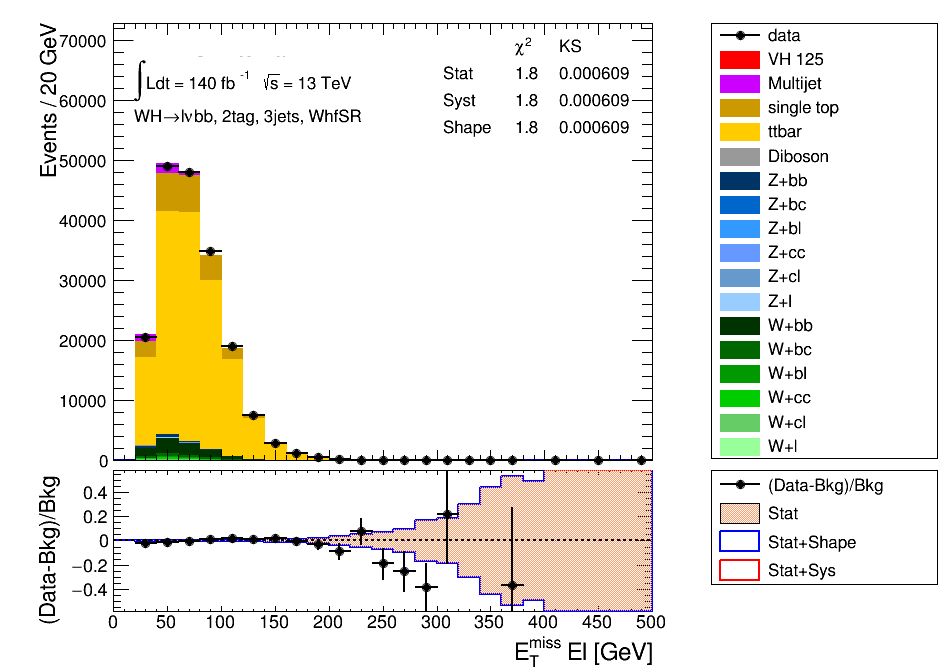 Events / 20 GeV
70000
60000
50000
40000
30000
20000
10000
0
∫Ldt = 140 fb⁻¹ √s = 13 TeV
WH→lνbb, 2tag, 3jets, WhfSR
χ² KS
Stat 1.8 0.000609
Syst 1.8 0.000609
Shape 1.8 0.000609
data
VH 125
Multijet
single top
ttbar
Diboson
Z+bb
Z+bc
Z+bl
Z+cc
Z+cl
Z+l
W+bb
W+bc
W+bl
W+cc
W+cl
W+l
(Data-Bkg)/Bkg
0.4
0.2
0
−0.2
−0.4
0 50 100 150 200 250 300 350 400 450 500
E_T^miss El [GeV]
(Data-Bkg)/Bkg
Stat
Stat+Shape
Stat+Sys